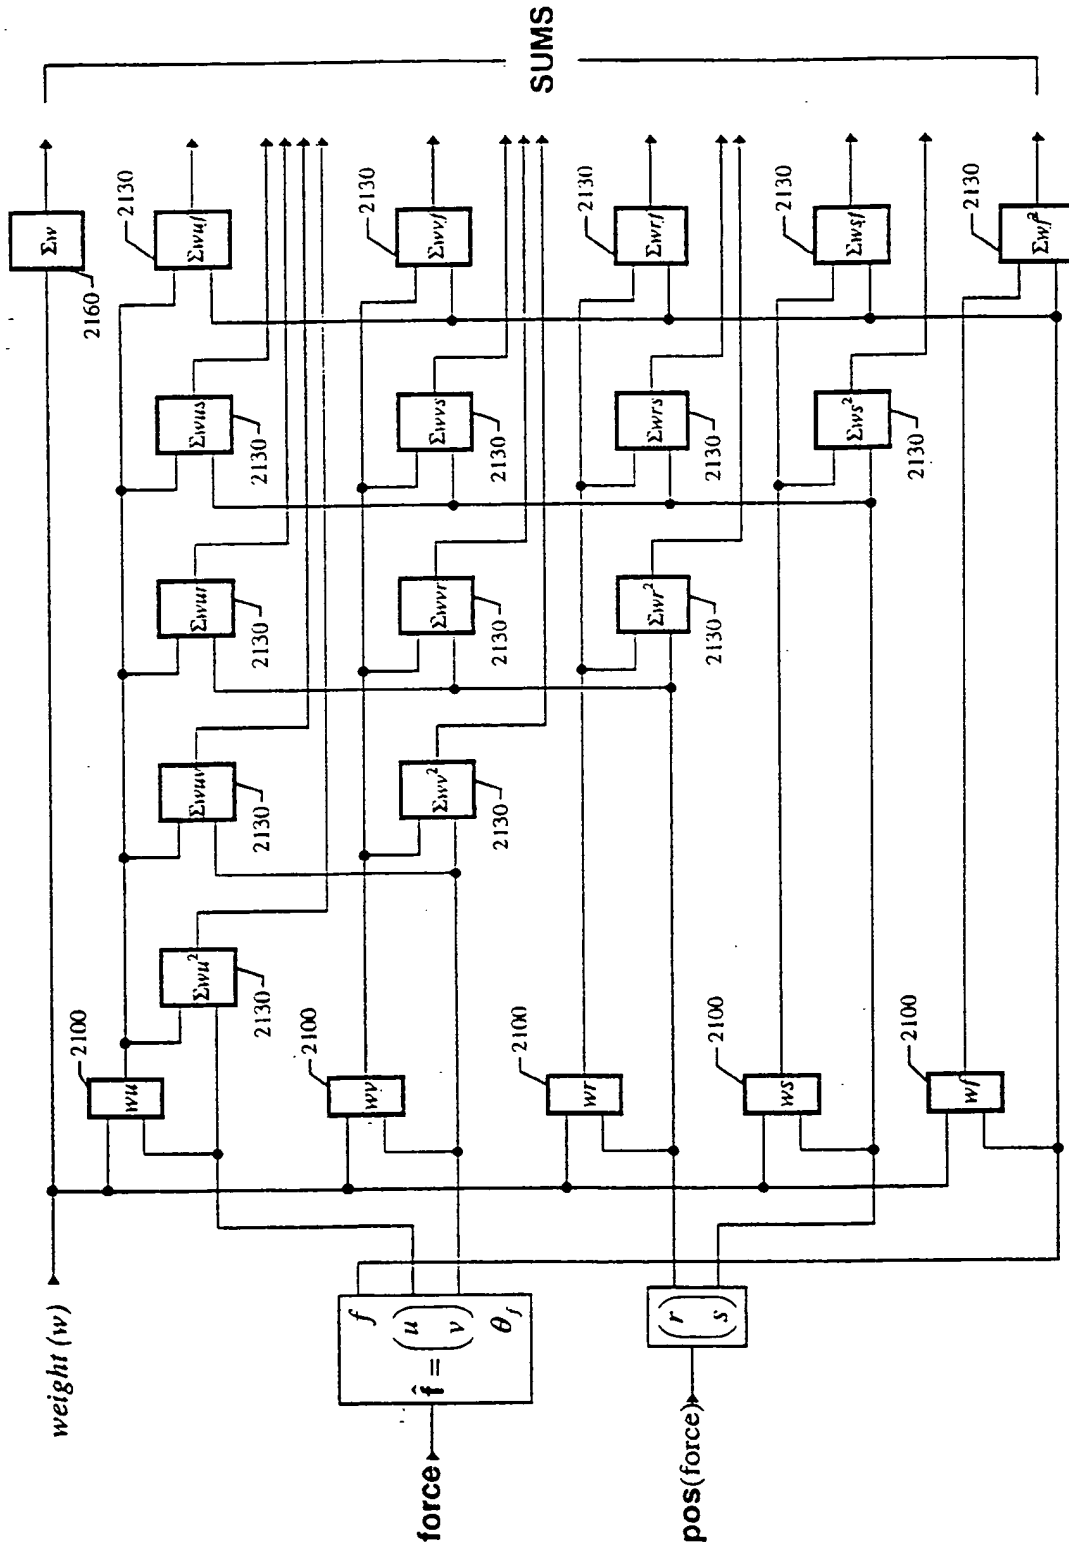 weight (w)
force
f
f̂ = ( u v )
θ_f
pos(force)
( r s )
wu
2100
wv
2100
wr
2100
ws
2100
wf
2100
Σwu²
2130
Σwuv
2130
Σwv²
2130
Σwur
2130
Σwvr
2130
Σwr²
2130
Σwus
2130
Σwvs
2130
Σwrs
2130
Σws²
2130
Σw
2160
Σwuf
2130
Σwvf
2130
Σwrf
2130
Σwsf
2130
Σwf²
2130
SUMS